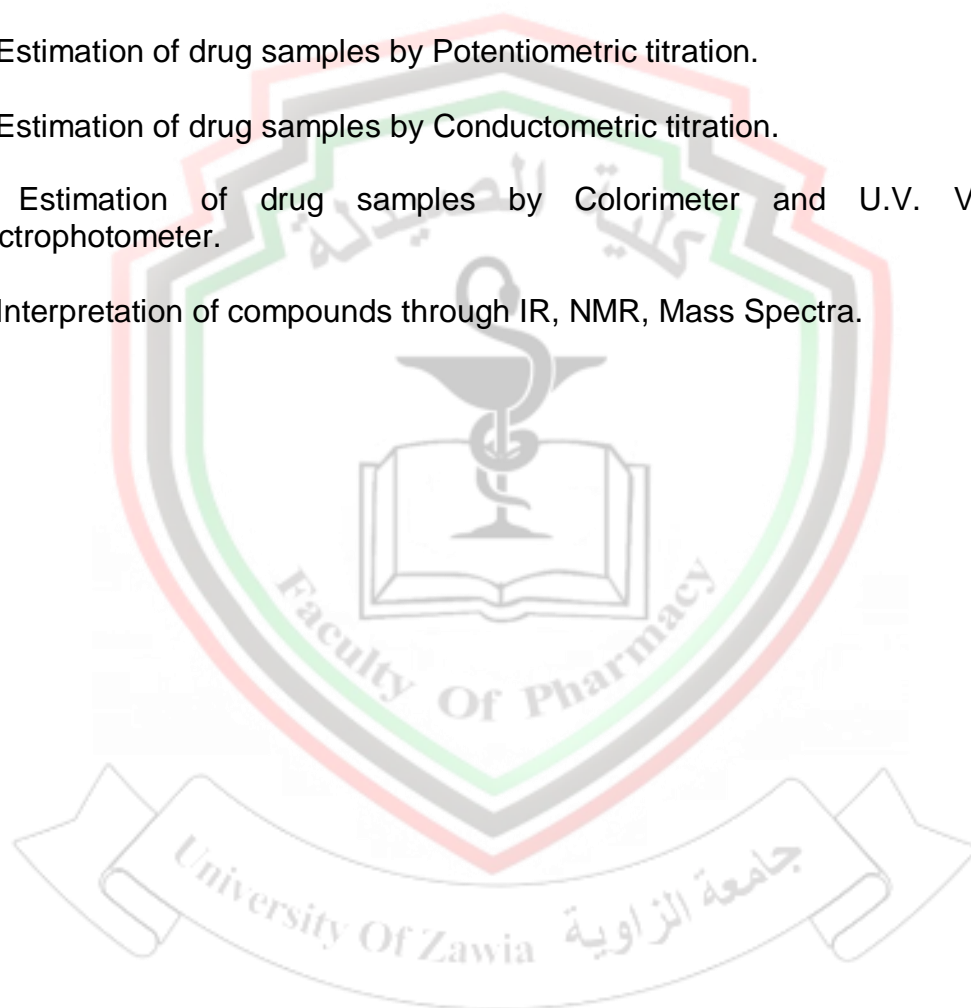 Estimation of drug samples by Potentiometric titration.
Estimation of drug samples by Conductometric titration.
Estimation of drug samples by Colorimeter and U.V. V
ctrophotometer.
Interpretation of compounds through IR, NMR, Mass Spectra.
كلية الصيدلة
Faculty Of Pharmacy
University Of Zawia جامعة الزاوية